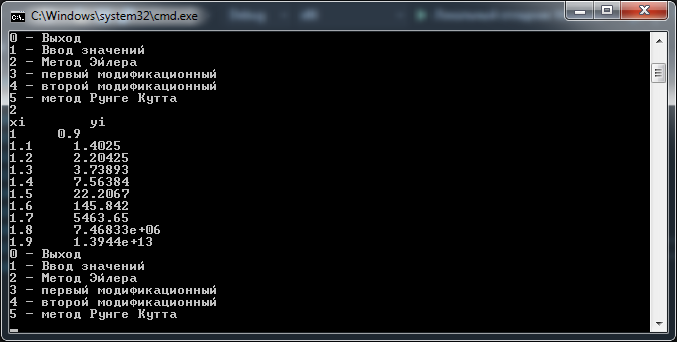 C:\Windows\system32\cmd.exe
0 - Выход
1 - Ввод значений
2 - Метод Эйлера
3 - первый модификационный
4 - второй модификационный
5 - метод Рунге Кутта
2
xi yi
1 0.9
1.1 1.4025
1.2 2.20425
1.3 3.73893
1.4 7.56384
1.5 22.2067
1.6 145.842
1.7 5463.65
1.8 7.46833e+06
1.9 1.3944e+13
0 - Выход
1 - Ввод значений
2 - Метод Эйлера
3 - первый модификационный
4 - второй модификационный
5 - метод Рунге Кутта